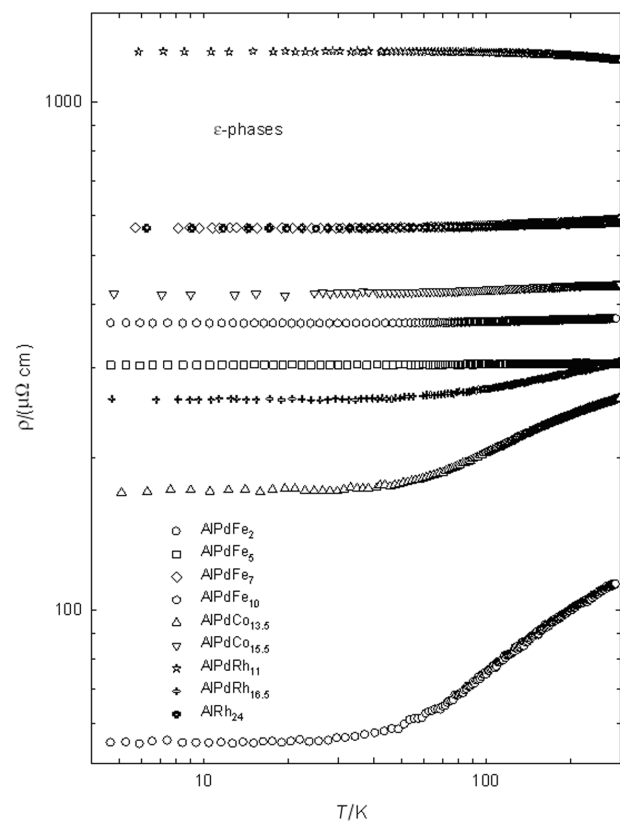 1000
ε-phases
ρ/(μΩ cm)
AlPdFe₂
AlPdFe₅
AlPdFe₇
AlPdFe₁₀
AlPdCo₁₃.₅
AlPdCo₁₅.₅
AlPdRh₁₁
AlPdRh₁₆.₅
AlRh₂₄
100
10
100
T/K